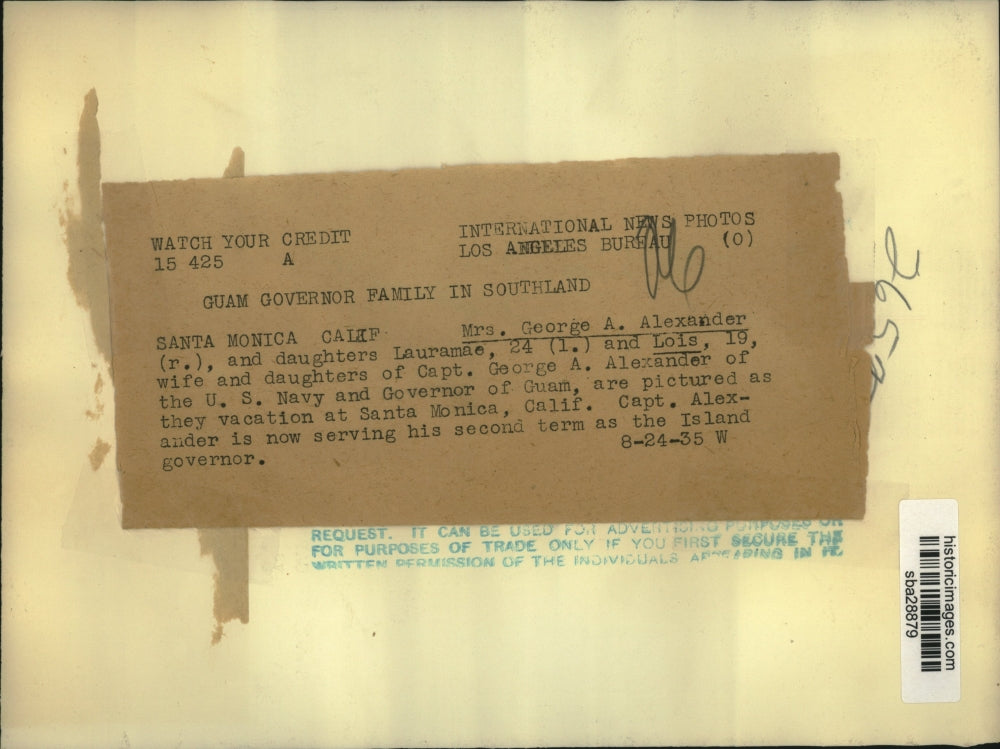 WATCH YOUR CREDIT INTERNATIONAL NEWS PHOTOS
15 425 A LOS ANGELES BUREAU (O)
GUAM GOVERNOR FAMILY IN SOUTHLAND
SANTA MONICA CALIF Mrs. George A. Alexander
(r.), and daughters Lauramae, 24 (l.) and Lois, 19,
wife and daughters of Capt. George A. Alexander of
the U. S. Navy and Governor of Guam, are pictured as
they vacation at Santa Monica, Calif. Capt. Alex-
ander is now serving his second term as the Island
governor. 8-24-35 W
REQUEST. IT CAN BE USED FOR ADVERTISING PURPOSES OR
FOR PURPOSES OF TRADE ONLY IF YOU FIRST SECURE THE
WRITTEN PERMISSION OF THE INDIVIDUALS APPEARING IN IT.
historicimages.com
sba28879